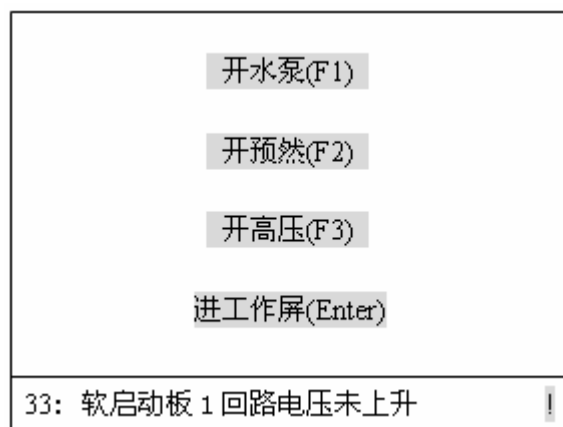 开水泵(F1)
开预然(F2)
开高压(F3)
进工作屏(Enter)
33: 软启动板 1 回路电压未上升 !